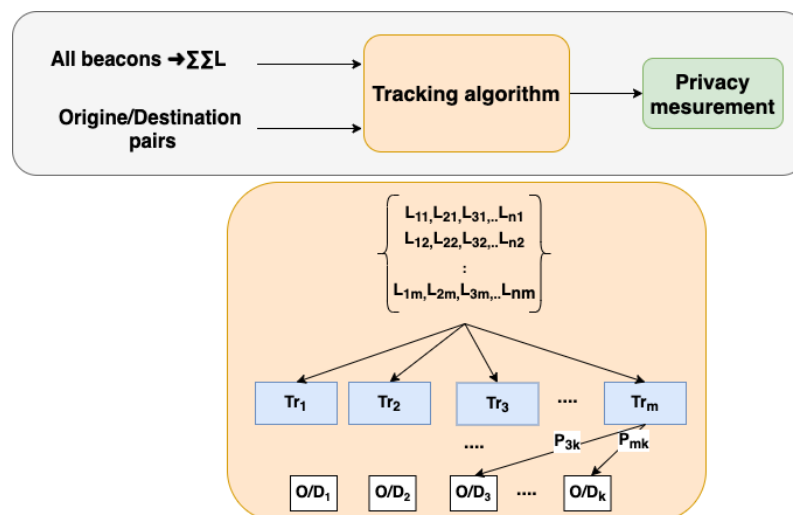 All beacons ➔∑∑L
Origine/Destination
pairs
Tracking algorithm
Privacy
mesurement
L₁₁,L₂₁,L₃₁,..Lₙ₁
L₁₂,L₂₂,L₃₂,..Lₙ₂
:
L₁ₘ,L₂ₘ,L₃ₘ,..Lnm
Tr₁ Tr₂ Tr₃ .... Trₘ
.... P₃ₖ Pₘₖ
O/D₁ O/D₂ O/D₃ .... O/Dₖ